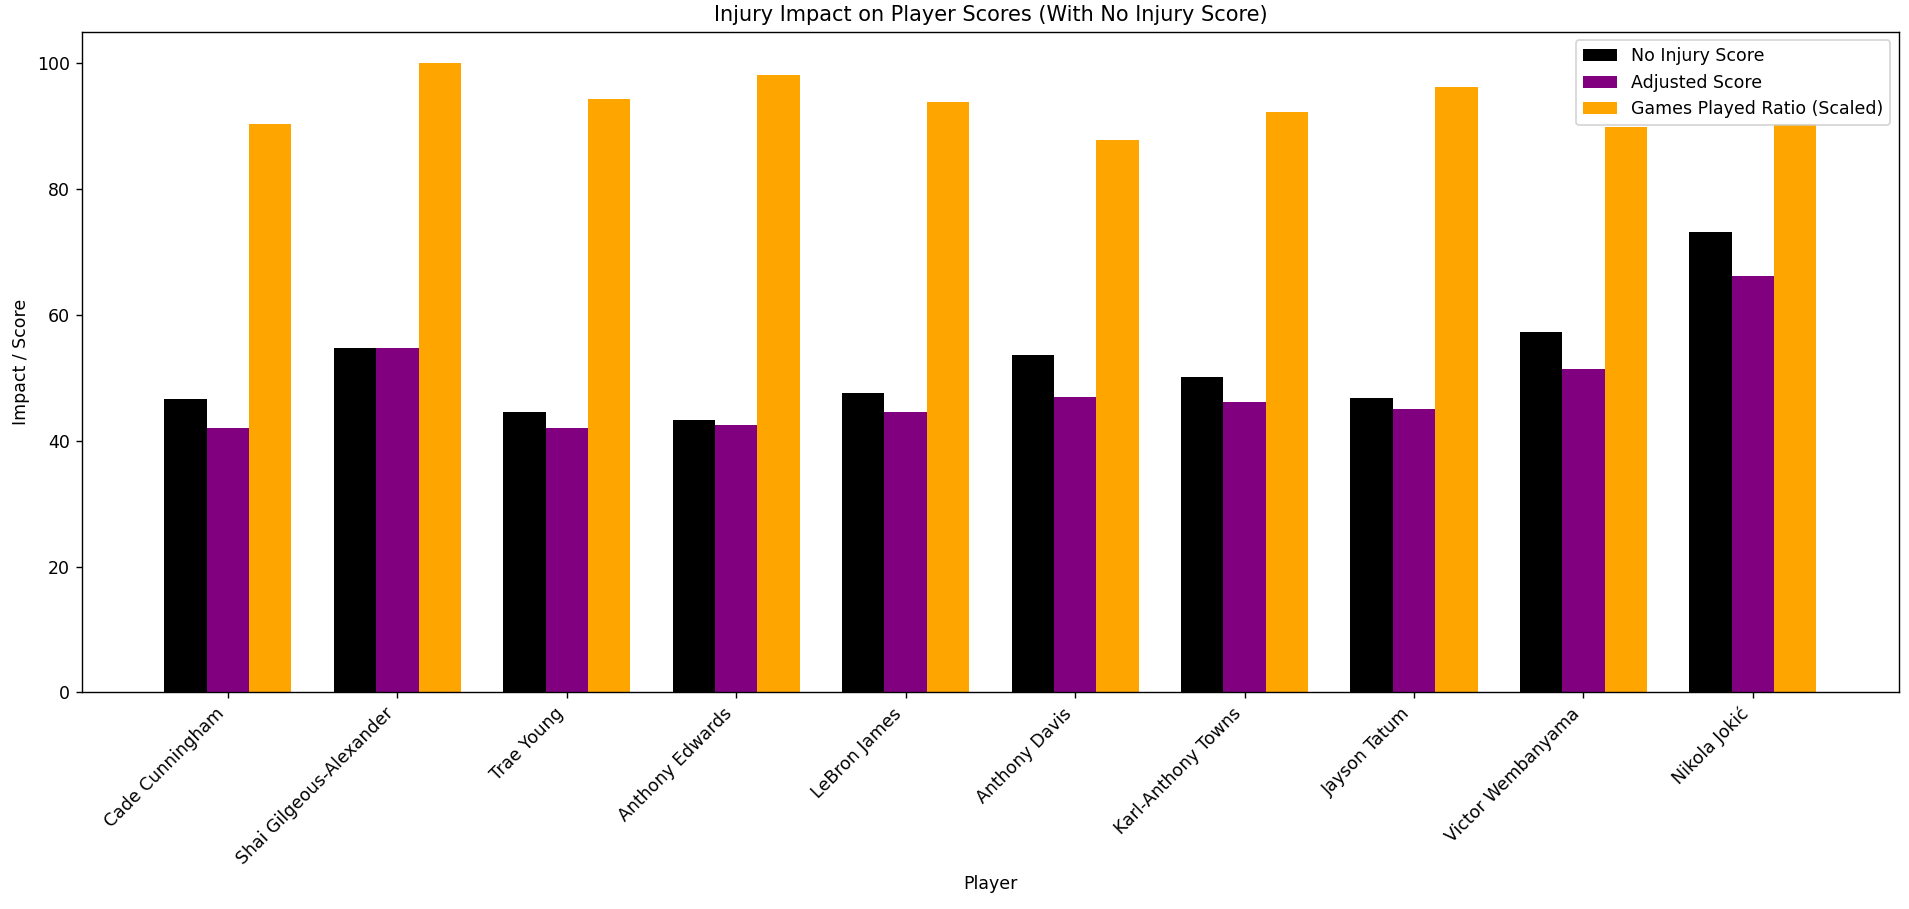 Injury Impact on Player Scores (With No Injury Score)
No Injury Score
Adjusted Score
Games Played Ratio (Scaled)
Impact / Score
100
80
60
40
20
0
Cade Cunningham
Shai Gilgeous-Alexander
Trae Young
Anthony Edwards
LeBron James
Anthony Davis
Karl-Anthony Towns
Jayson Tatum
Victor Wembanyama
Nikola Jokić
Player